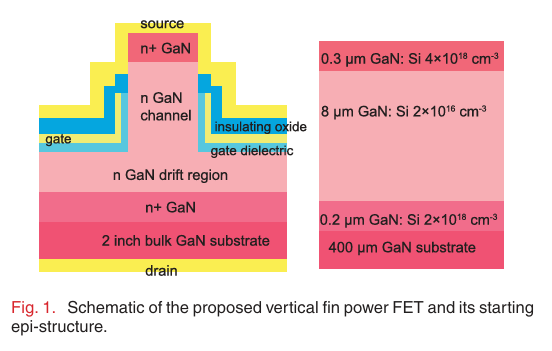 source
n+ GaN
n GaN
channel
insulating oxide
gate
gate dielectric
n GaN drift region
n+ GaN
2 inch bulk GaN substrate
drain
0.3 μm GaN: Si 4×10¹⁸ cm⁻³
8 μm GaN: Si 2×10¹⁶ cm⁻³
0.2 μm GaN: Si 2×10¹⁸ cm⁻³
400 μm GaN substrate
Fig. 1. Schematic of the proposed vertical fin power FET and its starting
epi-structure.